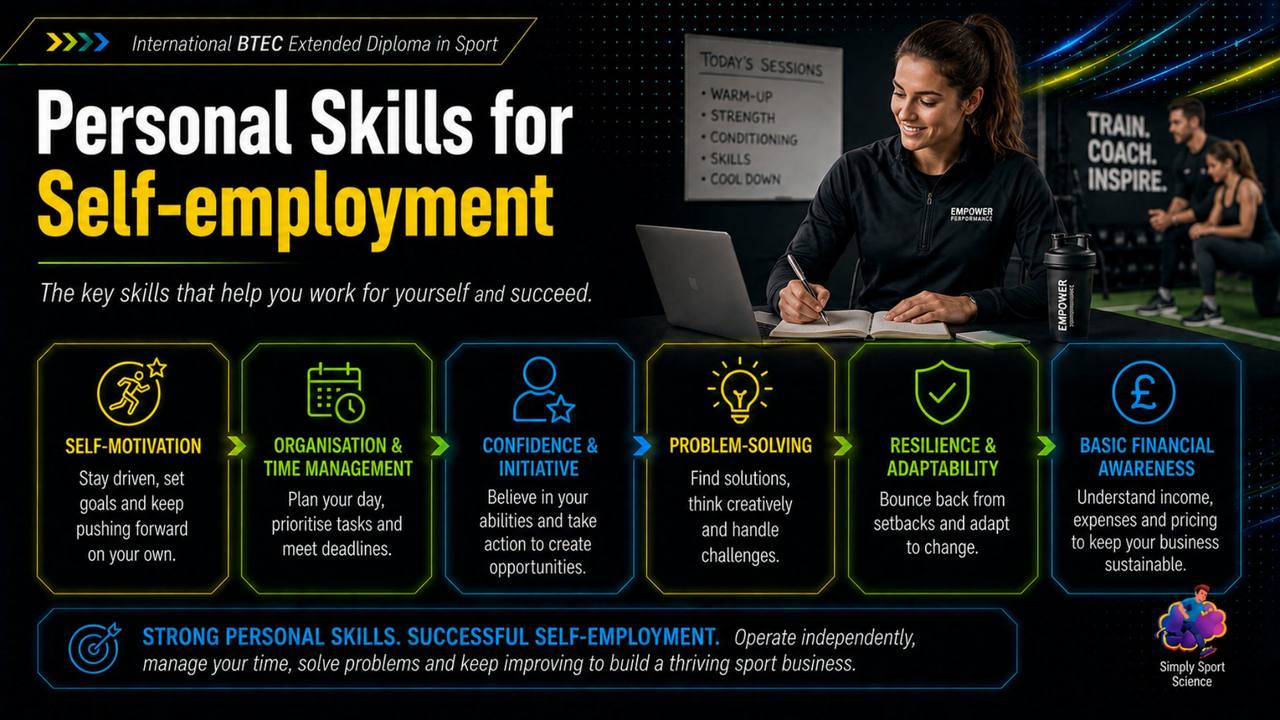 International BTEC Extended Diploma in Sport
Personal Skills for
Self-employment
The key skills that help you work for yourself and succeed.
TODAY'S SESSIONS
• WARM-UP
• STRENGTH
• CONDITIONING
• SKILLS
• COOL DOWN
EMPOWER
PERFORMANCE
TRAIN.
COACH.
INSPIRE.
EMPOWER
SELF-MOTIVATION
Stay driven, set
goals and keep
pushing forward
on your own.
ORGANISATION &
TIME MANAGEMENT
Plan your day,
prioritise tasks and
meet deadlines.
CONFIDENCE &
INITIATIVE
Believe in your
abilities and take
action to create
opportunities.
PROBLEM-SOLVING
Find solutions,
think creatively
and handle
challenges.
RESILIENCE &
ADAPTABILITY
Bounce back from
setbacks and adapt
to change.
£
BASIC FINANCIAL
AWARENESS
Understand income,
expenses and pricing
to keep your business
sustainable.
STRONG PERSONAL SKILLS. SUCCESSFUL SELF-EMPLOYMENT. Operate independently,
manage your time, solve problems and keep improving to build a thriving sport business.
Simply Sport
Science